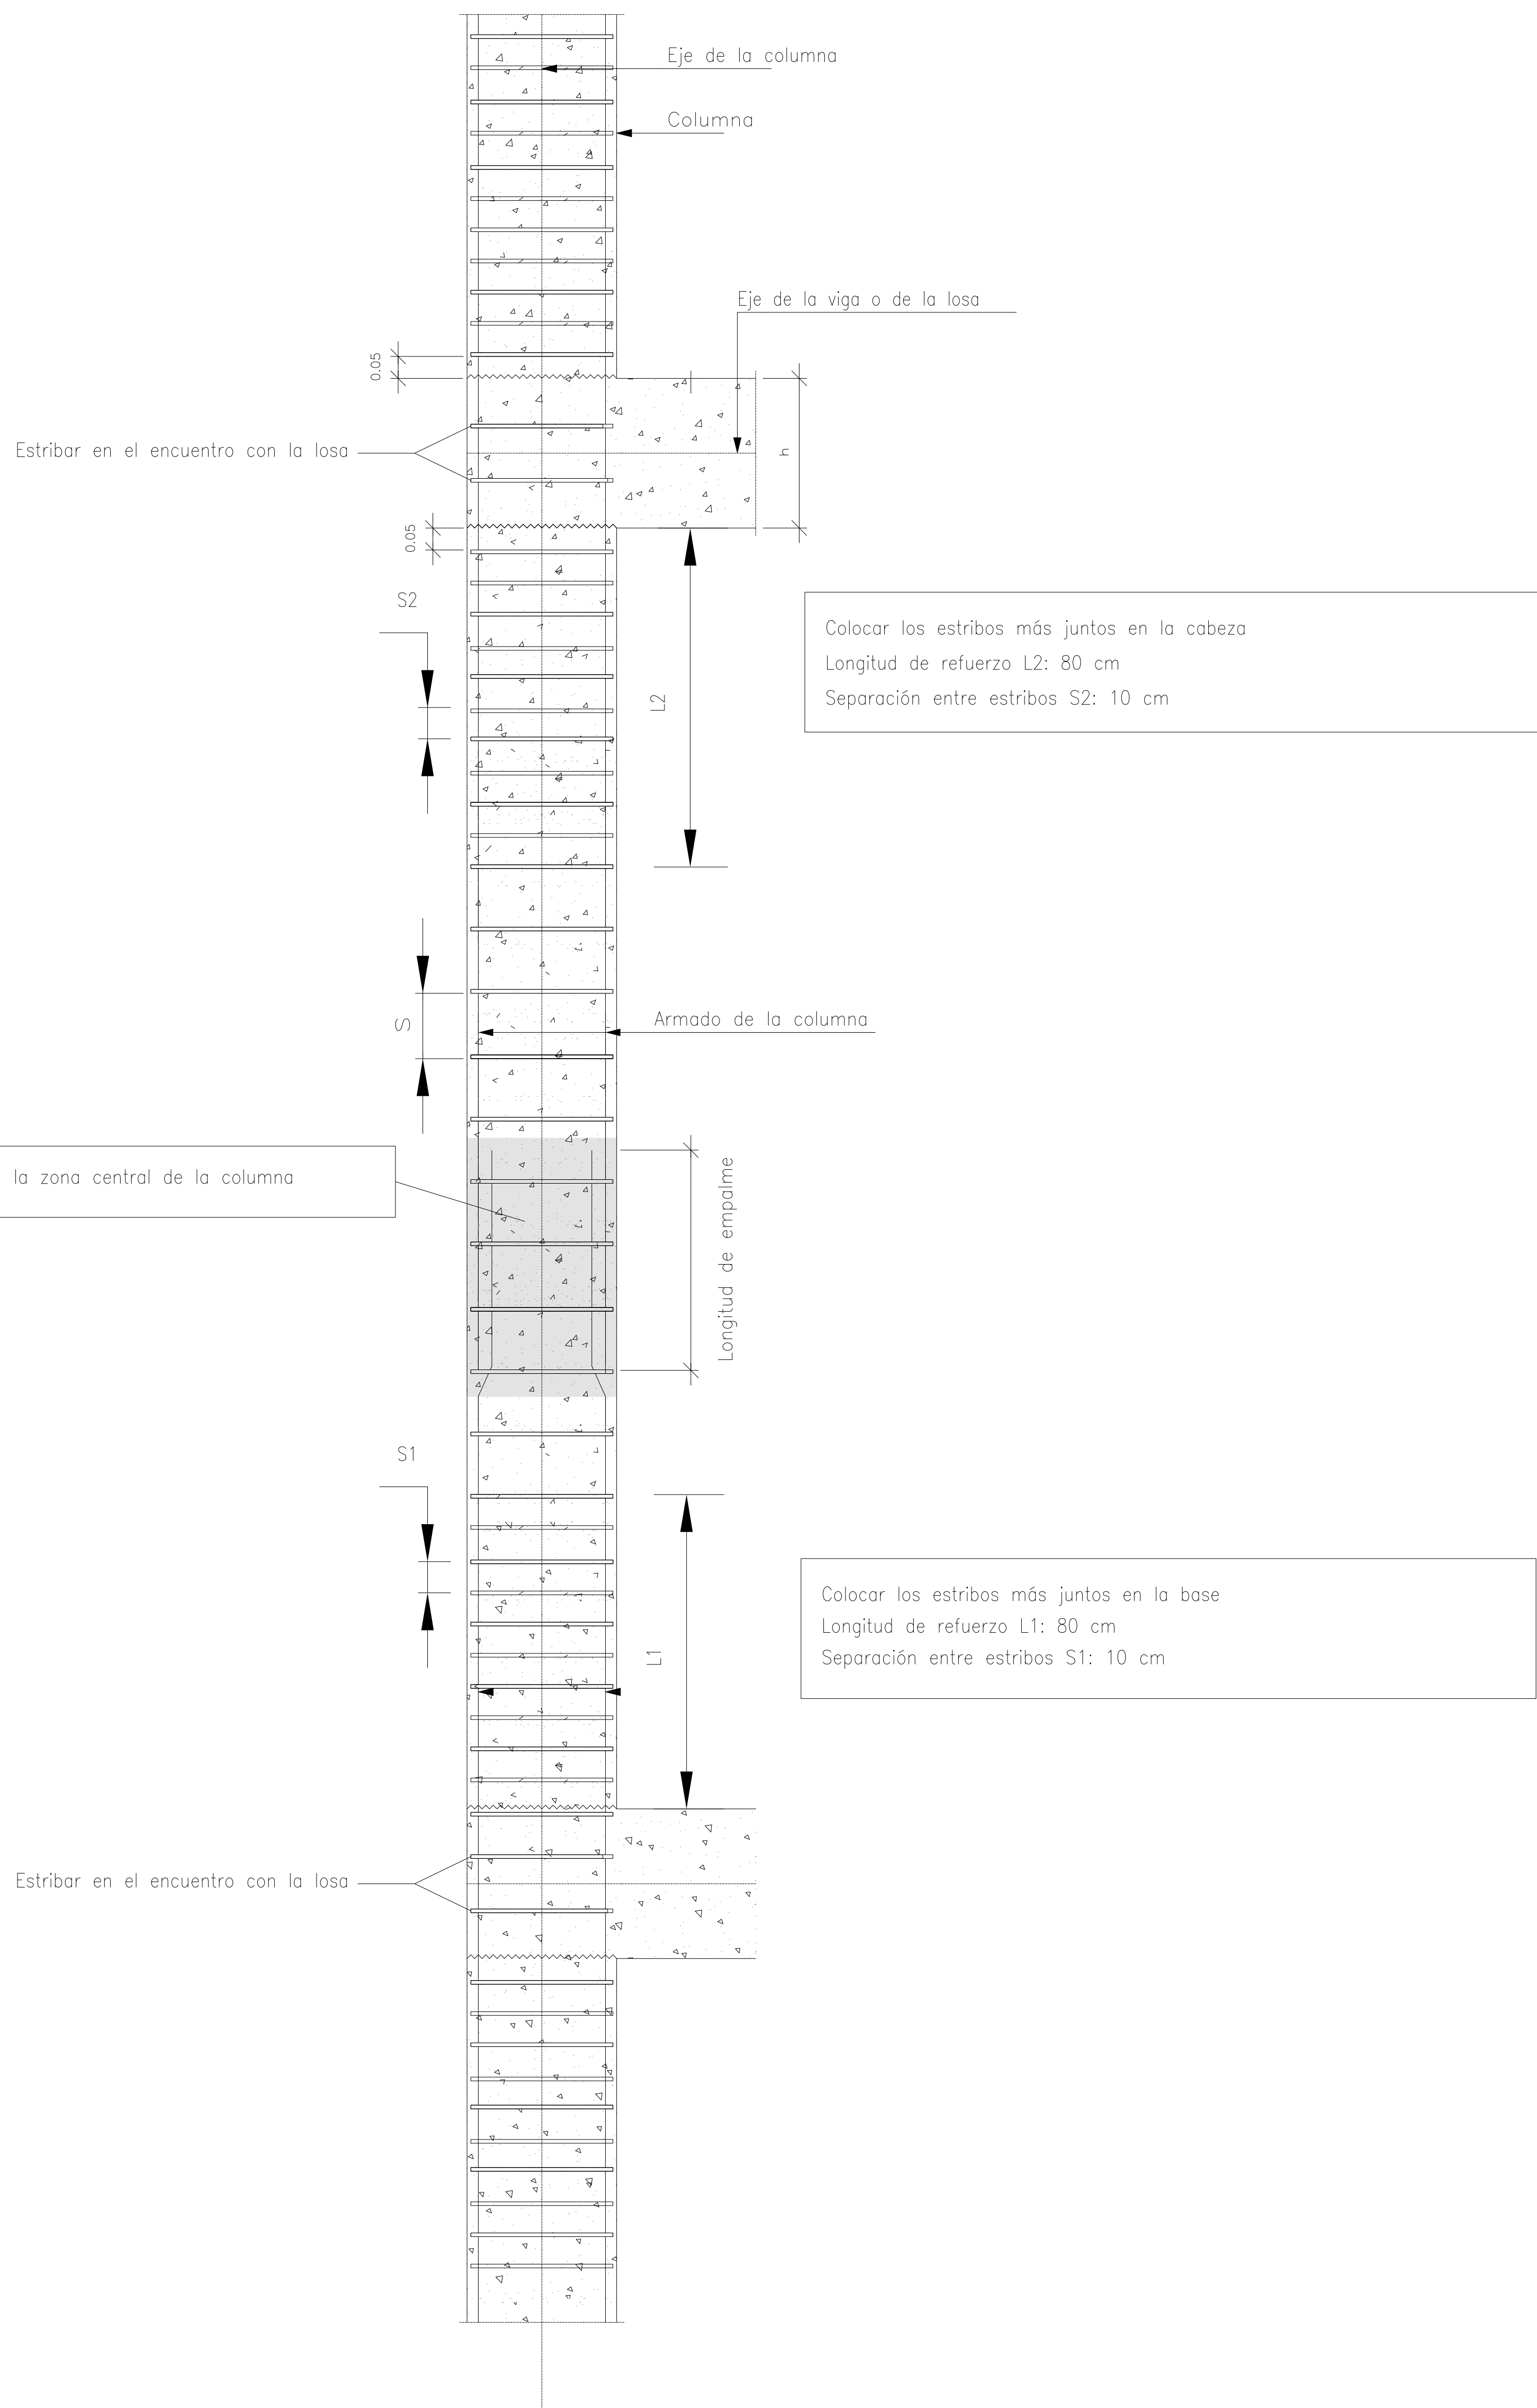 Eje de la columna
Columna
Eje de la viga o de la losa
0.05
Estribar en el encuentro con la losa
h
0.05
S2
Colocar los estribos más juntos en la cabeza
Longitud de refuerzo L2: 80 cm
Separación entre estribos S2: 10 cm
L2
S
Armado de la columna
la zona central de la columna
Longitud de empalme
S1
Colocar los estribos más juntos en la base
Longitud de refuerzo L1: 80 cm
Separación entre estribos S1: 10 cm
L1
Estribar en el encuentro con la losa